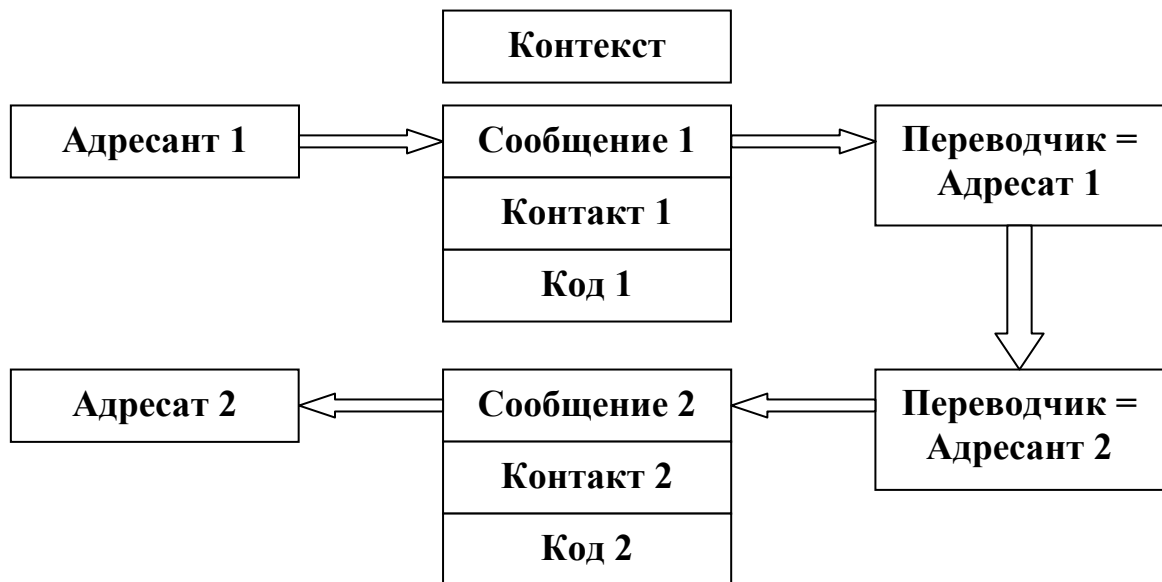 Контекст
Адресант 1
Сообщение 1
Переводчик =
Адресат 1
Контакт 1
Код 1
Адресат 2
Сообщение 2
Переводчик =
Адресант 2
Контакт 2
Код 2